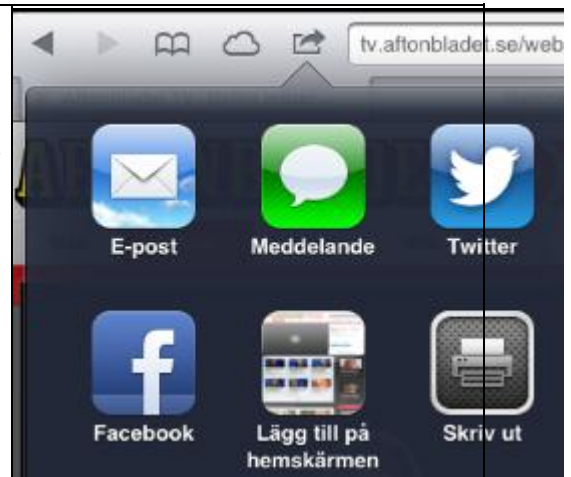 tv.aftonbladet.se/web
E-post
Meddelande
Twitter
Facebook
Lägg till på
hemskärmen
Skriv ut